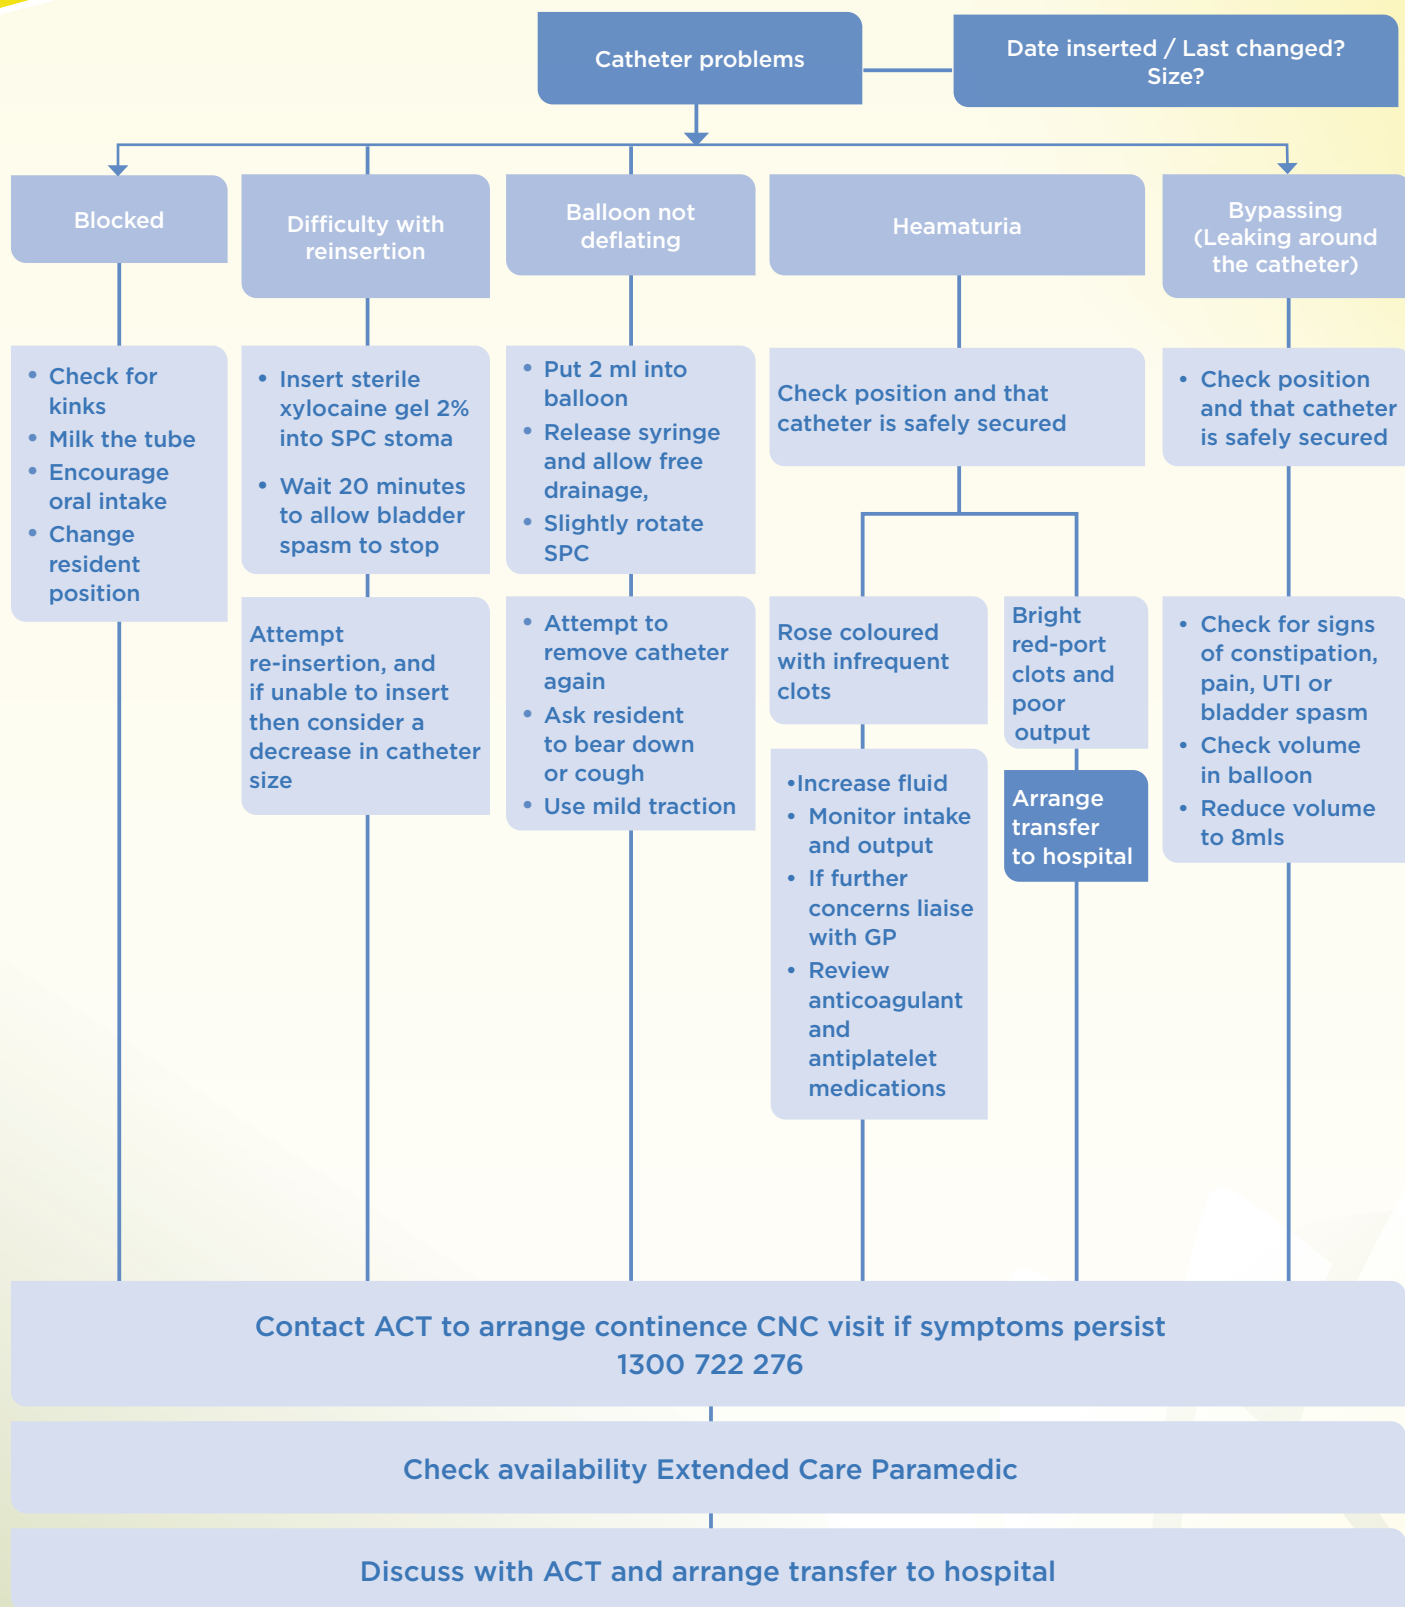 Catheter problems
Date inserted / Last changed?
Size?
Blocked
• Check for
kinks
• Milk the tube
• Encourage
oral intake
• Change
resident
position
Difficulty with
reinsertion
• Insert sterile
xylocaine gel 2%
into SPC stoma
• Wait 20 minutes
to allow bladder
spasm to stop
Attempt
re-insertion, and
if unable to insert
then consider a
decrease in catheter
size
Balloon not
deflating
• Put 2 ml into
balloon
• Release syringe
and allow free
drainage,
• Slightly rotate
SPC
• Attempt to
remove catheter
again
• Ask resident
to bear down
or cough
• Use mild traction
Heamaturia
Check position and that
catheter is safely secured
Rose coloured
with infrequent
clots
•Increase fluid
• Monitor intake
and output
• If further
concerns liaise
with GP
• Review
anticoagulant
and
antiplatelet
medications
Bright
red-port
clots and
poor
output
Arrange
transfer
to hospital
Bypassing
(Leaking around
the catheter)
• Check position
and that catheter
is safely secured
• Check for signs
of constipation,
pain, UTI or
bladder spasm
• Check volume
in balloon
• Reduce volume
to 8mls
Contact ACT to arrange continence CNC visit if symptoms persist
1300 722 276
Check availability Extended Care Paramedic
Discuss with ACT and arrange transfer to hospital